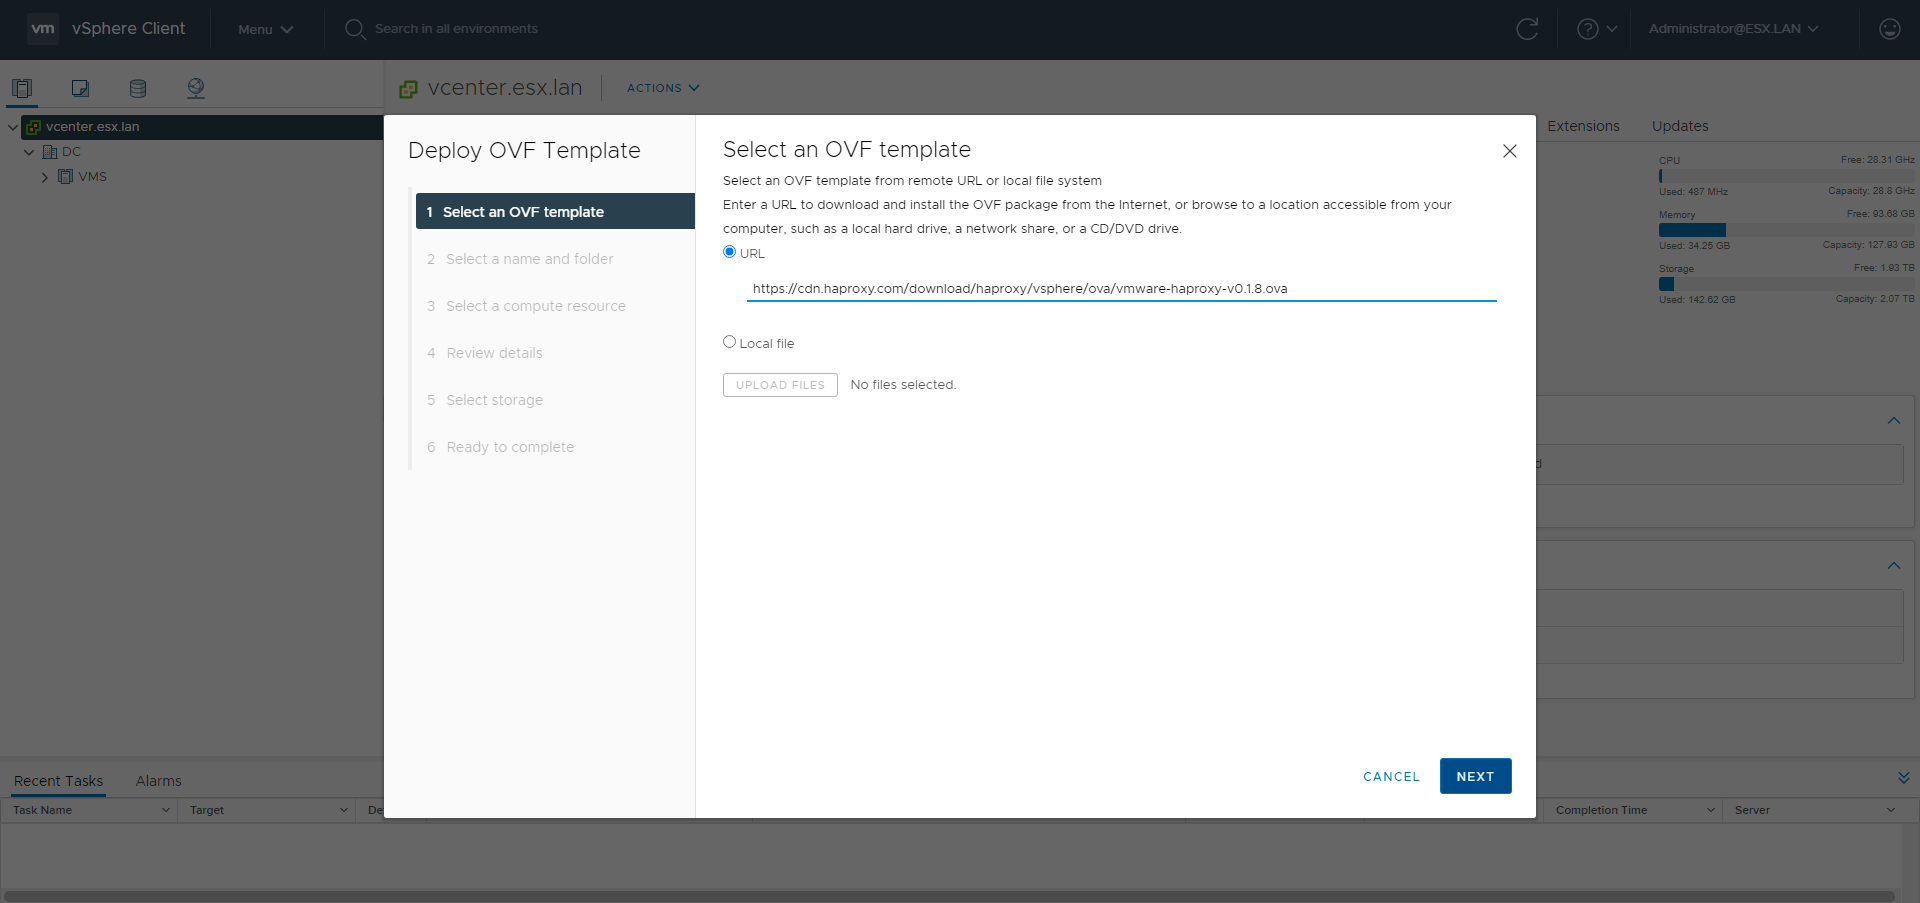 vm vSphere Client Menu Search in all environments Administrator@ESX.LAN
vcenter.esx.lan ACTIONS
vcenter.esx.lan
DC
VMS
Extensions Updates
CPU Free: 28.31 GHz
Used: 487 MHz Capacity: 28.8 GHz
Memory Free: 93.68 GB
Used: 34.25 GB Capacity: 127.93 GB
Storage Free: 1.93 TB
Used: 142.62 GB Capacity: 2.07 TB
Deploy OVF Template
1 Select an OVF template
2 Select a name and folder
3 Select a compute resource
4 Review details
5 Select storage
6 Ready to complete
Select an OVF template
Select an OVF template from remote URL or local file system
Enter a URL to download and install the OVF package from the Internet, or browse to a location accessible from your
computer, such as a local hard drive, a network share, or a CD/DVD drive.
URL
https://cdn.haproxy.com/download/haproxy/vsphere/ova/vmware-haproxy-v0.1.8.ova
Local file
UPLOAD FILES No files selected.
CANCEL NEXT
Recent Tasks Alarms
Task Name Target De Completion Time Server